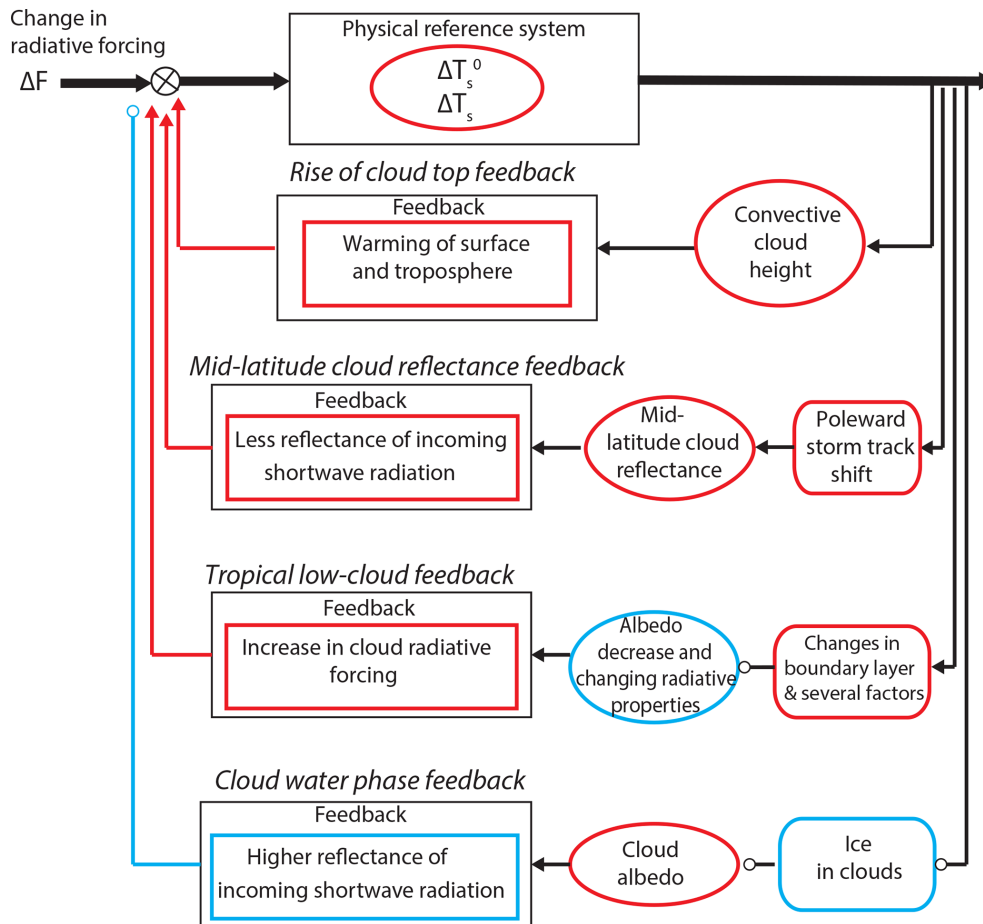 Change in
radiative forcing
ΔF
Physical reference system
ΔTs⁰
ΔTs
Rise of cloud top feedback
Feedback
Warming of surface
and troposphere
Convective
cloud
height
Mid-latitude cloud reflectance feedback
Feedback
Less reflectance of incoming
shortwave radiation
Mid-
latitude cloud
reflectance
Poleward
storm track
shift
Tropical low-cloud feedback
Feedback
Increase in cloud radiative
forcing
Albedo
decrease and
changing radiative
properties
Changes in
boundary layer
& several factors
Cloud water phase feedback
Feedback
Higher reflectance of
incoming shortwave radiation
Cloud
albedo
Ice
in clouds